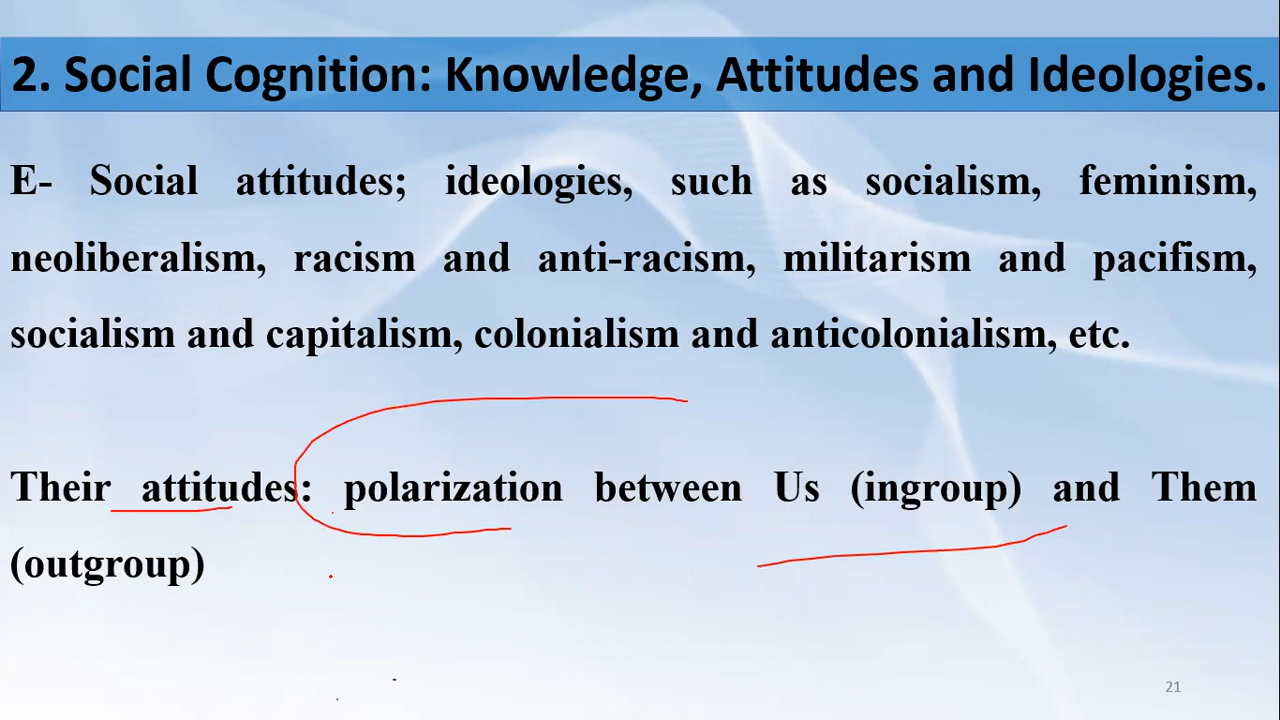 2. Social Cognition: Knowledge, Attitudes and Ideologies.
E- Social attitudes; ideologies, such as socialism, feminism,
neoliberalism, racism and anti-racism, militarism and pacifism,
socialism and capitalism, colonialism and anticolonialism, etc.
Their attitudes: polarization between Us (ingroup) and Them
(outgroup)
21